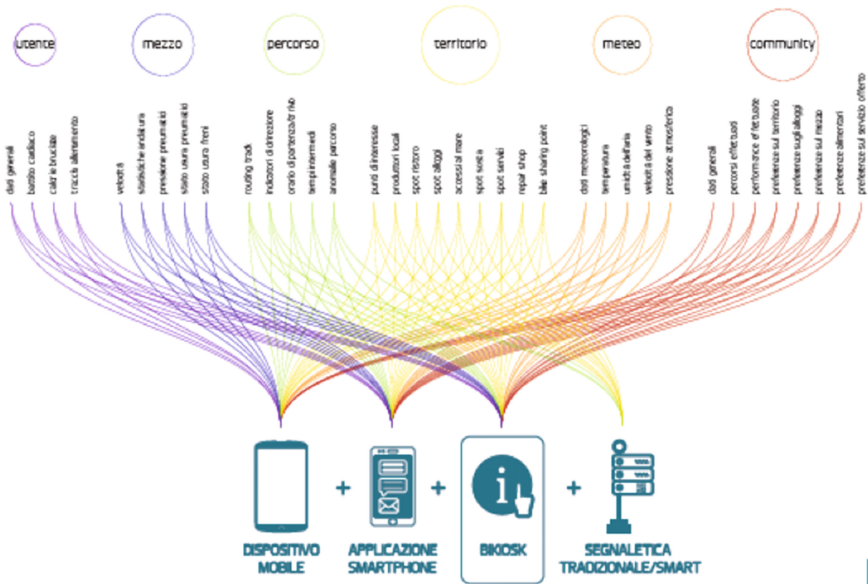 utente
mezzo
percorso
territorio
meteo
community
dati generali
battito cardiaco
calorie bruciate
tracck allenamento
velocità
statistiche andatura
pressione pneumatici
stato usura pneumatici
stato usura freni
routing track
indicatori di direzione
orario di partenza/arrivo
tempi intermedi
anomalie percorso
punti di interesse
produttori locali
spot ristoro
spot alloggi
accessi al mare
spot sosta
spot servizi
repair shop
bike sharing point
dati meteorologici
temperatura
umicità dell'aria
velocità del vento
pressione atmosferica
dati generali
percorsi effettuati
performance effettuate
preferenze sul territorio
preferenze sugli alloggi
preferenze sul mezzo
preferenze alimentari
preferenze sul servizio offerto
i
+
+
+
DISPOSITIVO
MOBILE
APPLICAZIONE
SMARTPHONE
BIKIOSK
SEGNALETICA
TRADIZIONALE/SMART